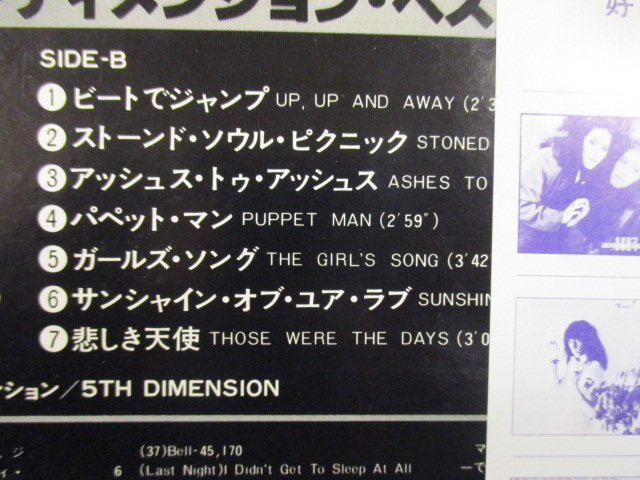 ディメンション・ベス
SIDE-B
①ビートでジャンプ UP, UP AND AWAY (2'3
②ストーンド・ソウル・ピクニック STONED
③アッシュス・トゥ・アッシュス ASHES TO
④パペット・マン PUPPET MAN (2'59")
⑤ガールズ・ソング THE GIRL'S SONG (3'42
⑥サンシャイン・オブ・ユア・ラブ SUNSHIN
⑦悲しき天使 THOSE WERE THE DAYS (3'0
ンション/5TH DIMENSION
(37)Bell-45,170
6 (Last Night)I Didn't Get To Sleep At All
好